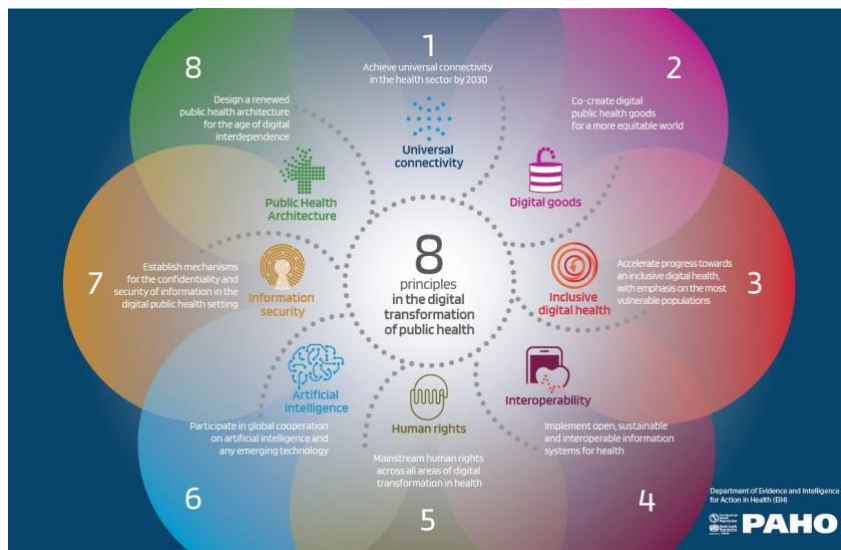 8
principles
in the digital
transformation
of public health
1
Achieve universal connectivity
in the health sector by 2030
Universal
connectivity
2
Co-create digital
public health goods
for a more equitable world
Digital goods
3
Accelerate progress towards
an inclusive digital health,
with emphasis on the most
vulnerable populations
Inclusive
digital health
4
Interoperability
Implement open, sustainable
and interoperable information
systems for health
5
Human rights
Mainstream human rights
across all areas of digital
transformation in health
6
Artificial
intelligence
Participate in global cooperation
on artificial intelligence and
any emerging technology
7
Establish mechanisms
for the confidentiality and
security of information in the
digital public health setting
Information
security
8
Design a renewed
public health architecture
for the age of digital
interdependence
Public Health
Architecture
Department of Evidence and Intelligence
for Action in Health (EIH)
PAHO